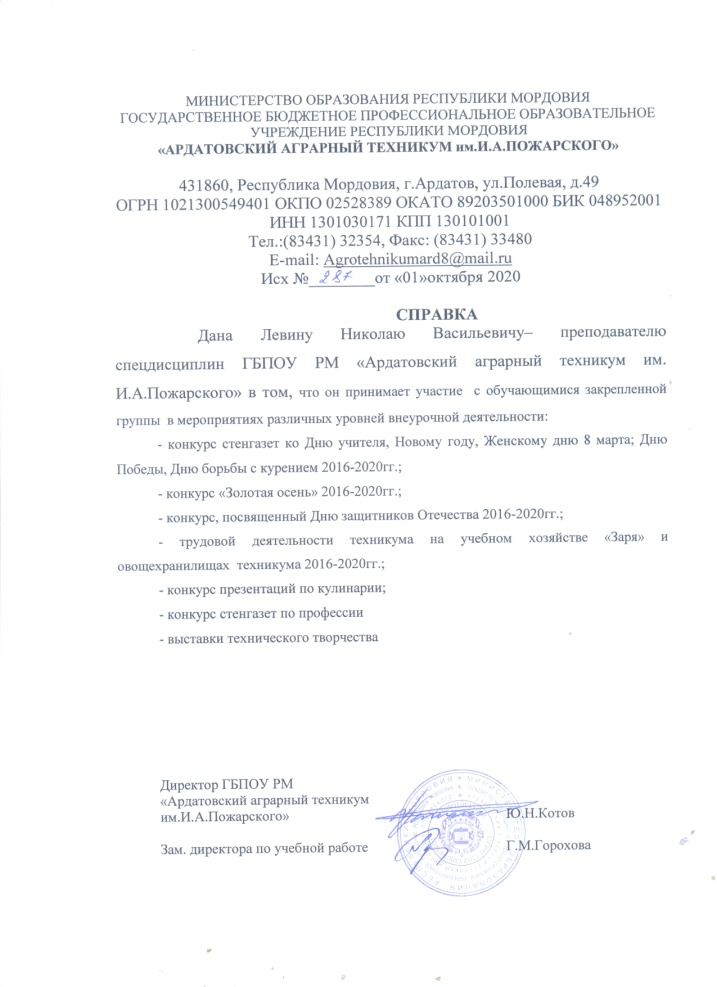 МИНИСТЕРСТВО ОБРАЗОВАНИЯ РЕСПУБЛИКИ МОРДОВИЯ
ГОСУДАРСТВЕННОЕ БЮДЖЕТНОЕ ПРОФЕССИОНАЛЬНОЕ ОБРАЗОВАТЕЛЬНОЕ
УЧРЕЖДЕНИЕ РЕСПУБЛИКИ МОРДОВИЯ
«АРДАТОВСКИЙ АГРАРНЫЙ ТЕХНИКУМ им.И.А.ПОЖАРСКОГО»
431860, Республика Мордовия, г.Ардатов, ул.Полевая, д.49
ОГРН 1021300549401 ОКПО 02528389 ОКАТО 89203501000 БИК 048952001
ИНН 1301030171 КПП 130101001
Тел.:(83431) 32354, Факс: (83431) 33480
E-mail: Agrotehnikumard8@mail.ru
Исх №___287___от «01»октября 2020
СПРАВКА
Дана Левину Николаю Васильевичу– преподавателю
спецдисциплин ГБПОУ РМ «Ардатовский аграрный техникум им.
И.А.Пожарского» в том, что он принимает участие с обучающимися закрепленной
группы в мероприятиях различных уровней внеурочной деятельности:
- конкурс стенгазет ко Дню учителя, Новому году, Женскому дню 8 марта; Дню
Победы, Дню борьбы с курением 2016-2020гг.;
- конкурс «Золотая осень» 2016-2020гг.;
- конкурс, посвященный Дню защитников Отечества 2016-2020гг.;
- трудовой деятельности техникума на учебном хозяйстве «Заря» и
овощехранилищах техникума 2016-2020гг.;
- конкурс презентаций по кулинарии;
- конкурс стенгазет по профессии
- выставки технического творчества
Директор ГБПОУ РМ
«Ардатовский аграрный техникум
им.И.А.Пожарского» Ю.Н.Котов
Зам. директора по учебной работе Г.М.Горохова